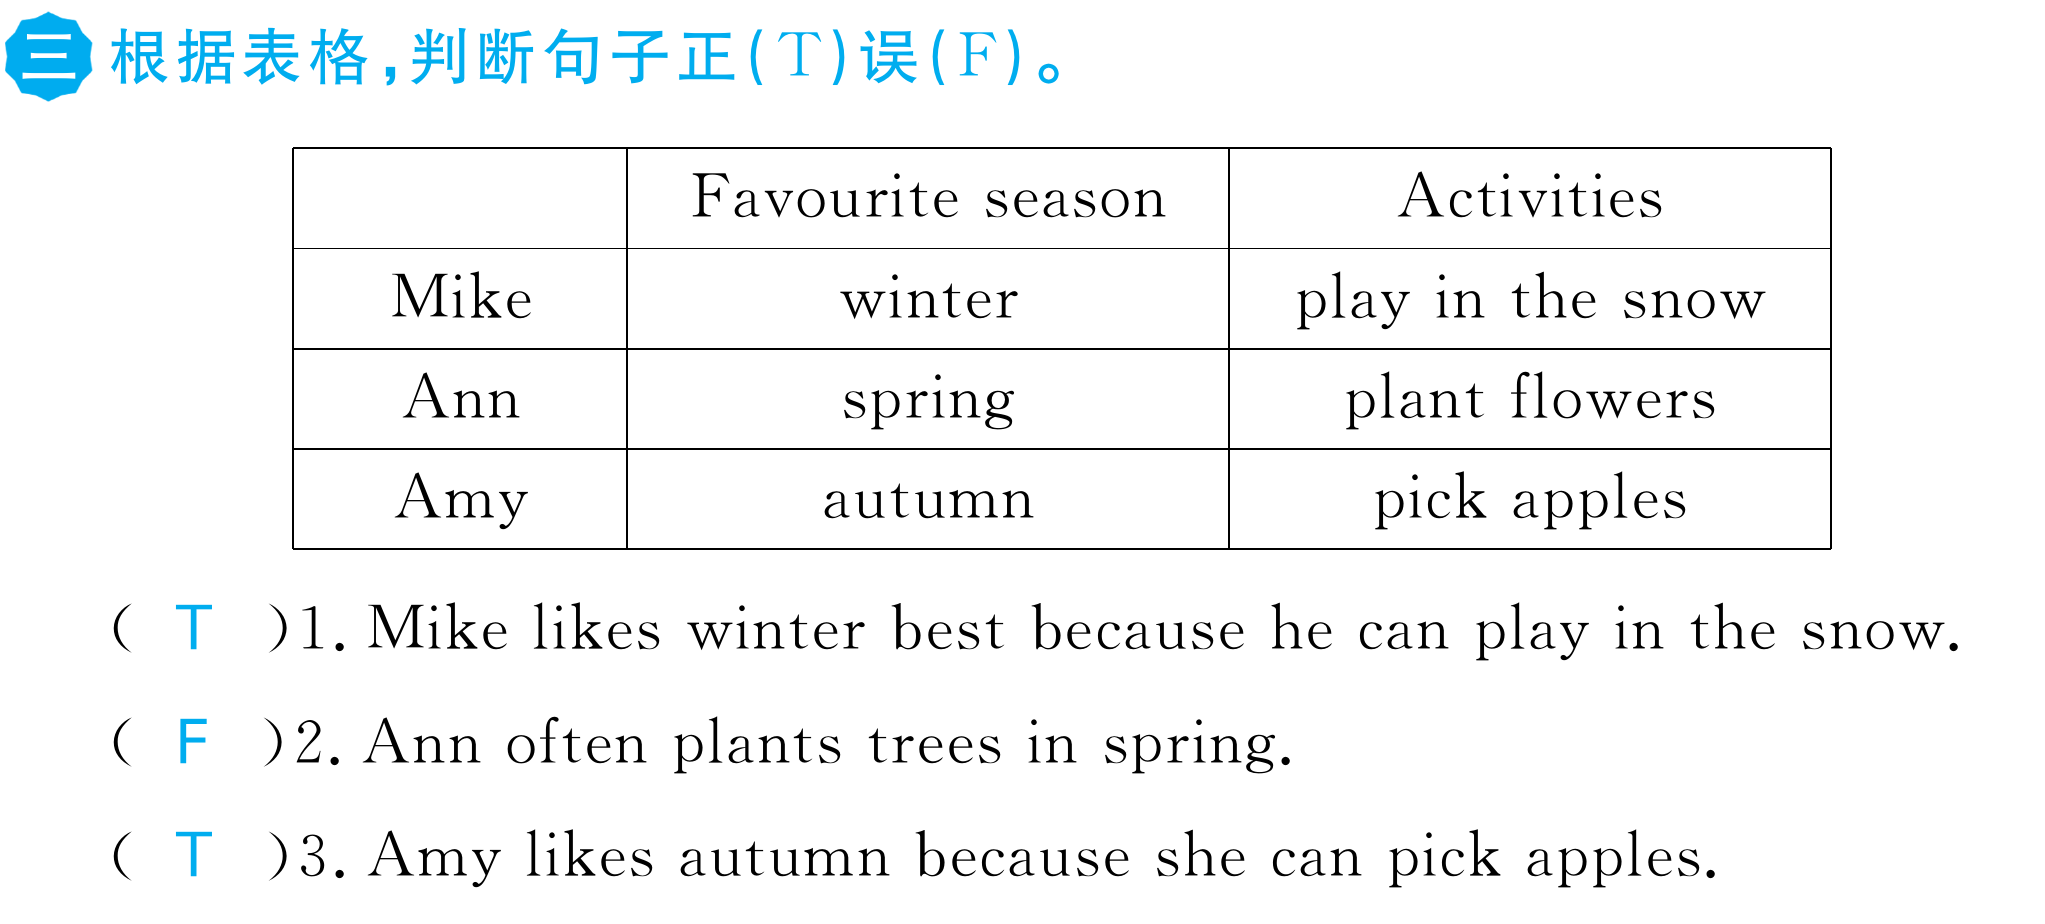 三 根据表格,判断句子正(T)误(F)。
Favourite season Activities
Mike winter play in the snow
Ann spring plant flowers
Amy autumn pick apples
( T )1. Mike likes winter best because he can play in the snow.
( F )2. Ann often plants trees in spring.
( T )3. Amy likes autumn because she can pick apples.